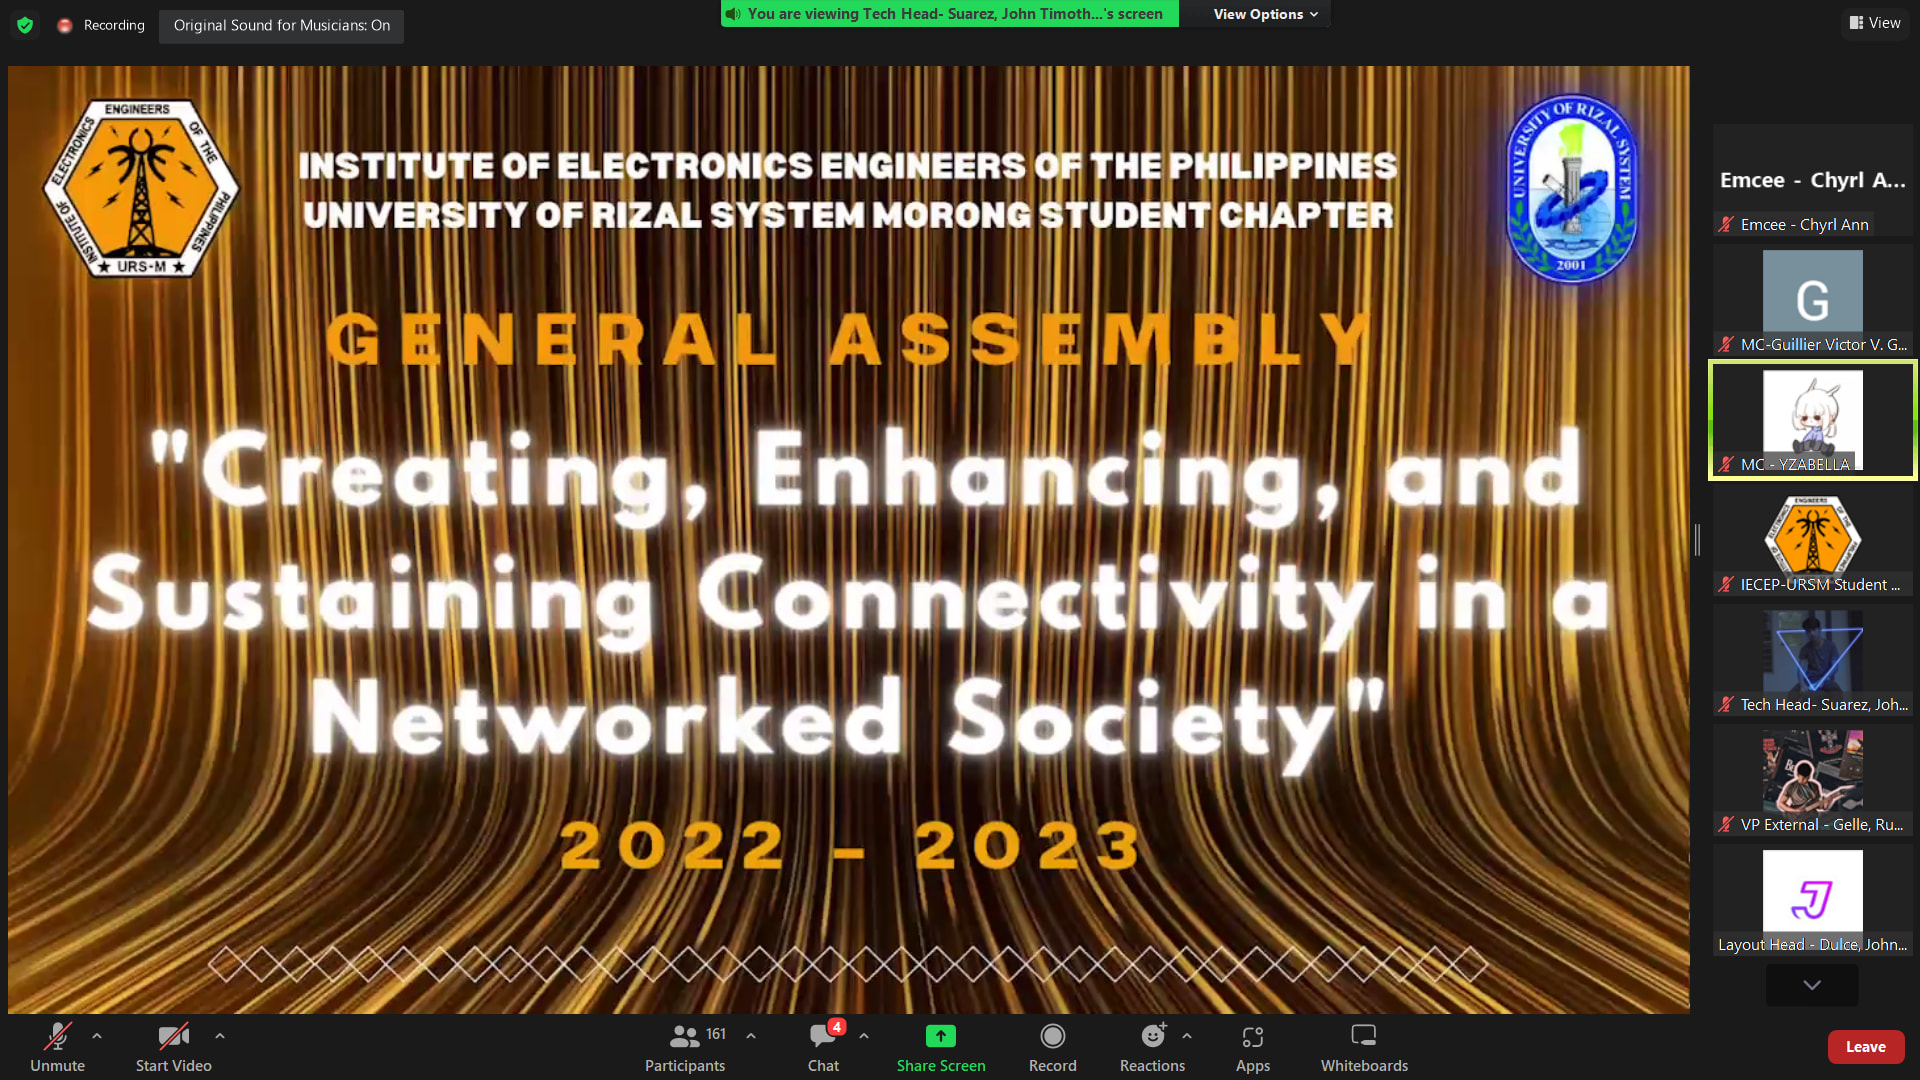 Recording
Original Sound for Musicians: On
You are viewing Tech Head- Suarez, John Timoth...'s screen
View Options
View
ENGINEERS
OF THE
PHILIPPINES
INSTITUTE OF
ELECTRONICS
★ URS-M ★
INSTITUTE OF ELECTRONICS ENGINEERS OF THE PHILIPPINES
UNIVERSITY OF RIZAL SYSTEM MORONG STUDENT CHAPTER
UNIVERSITY OF RIZAL SYSTEM
2001
GENERAL ASSEMBLY
"Creating, Enhancing, and
Sustaining Connectivity in a
Networked Society"
2022 - 2023
Emcee - Chyrl A...
Emcee - Chyrl Ann
G
MC-Guillier Victor V. G...
MC - YZABELLA
ENGINEERS
OF THE
IECEP-URSM Student ...
Tech Head- Suarez, Joh...
VP External - Gelle, Ru...
J
Layout Head - Dulce, John...
Unmute
Start Video
161
Participants
4
Chat
Share Screen
Record
Reactions
Apps
Whiteboards
Leave